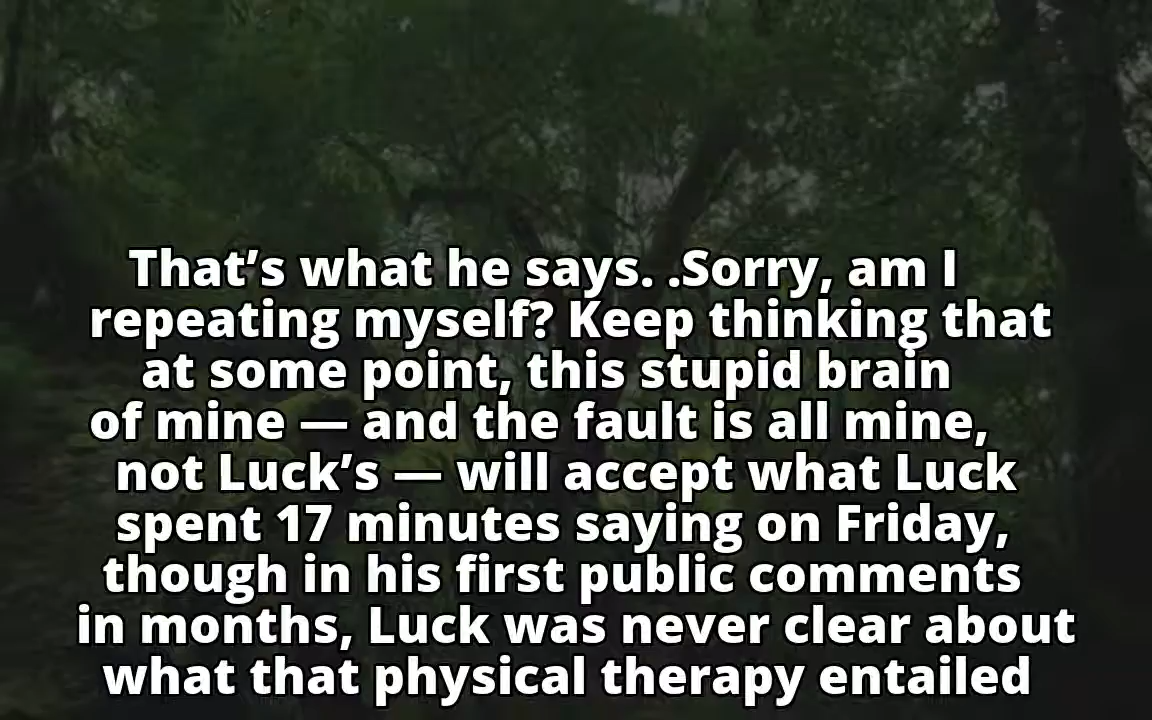 That’s what he says. .Sorry, am I
repeating myself? Keep thinking that
at some point, this stupid brain
of mine — and the fault is all mine,
not Luck’s — will accept what Luck
spent 17 minutes saying on Friday,
though in his first public comments
in months, Luck was never clear about
what that physical therapy entailed